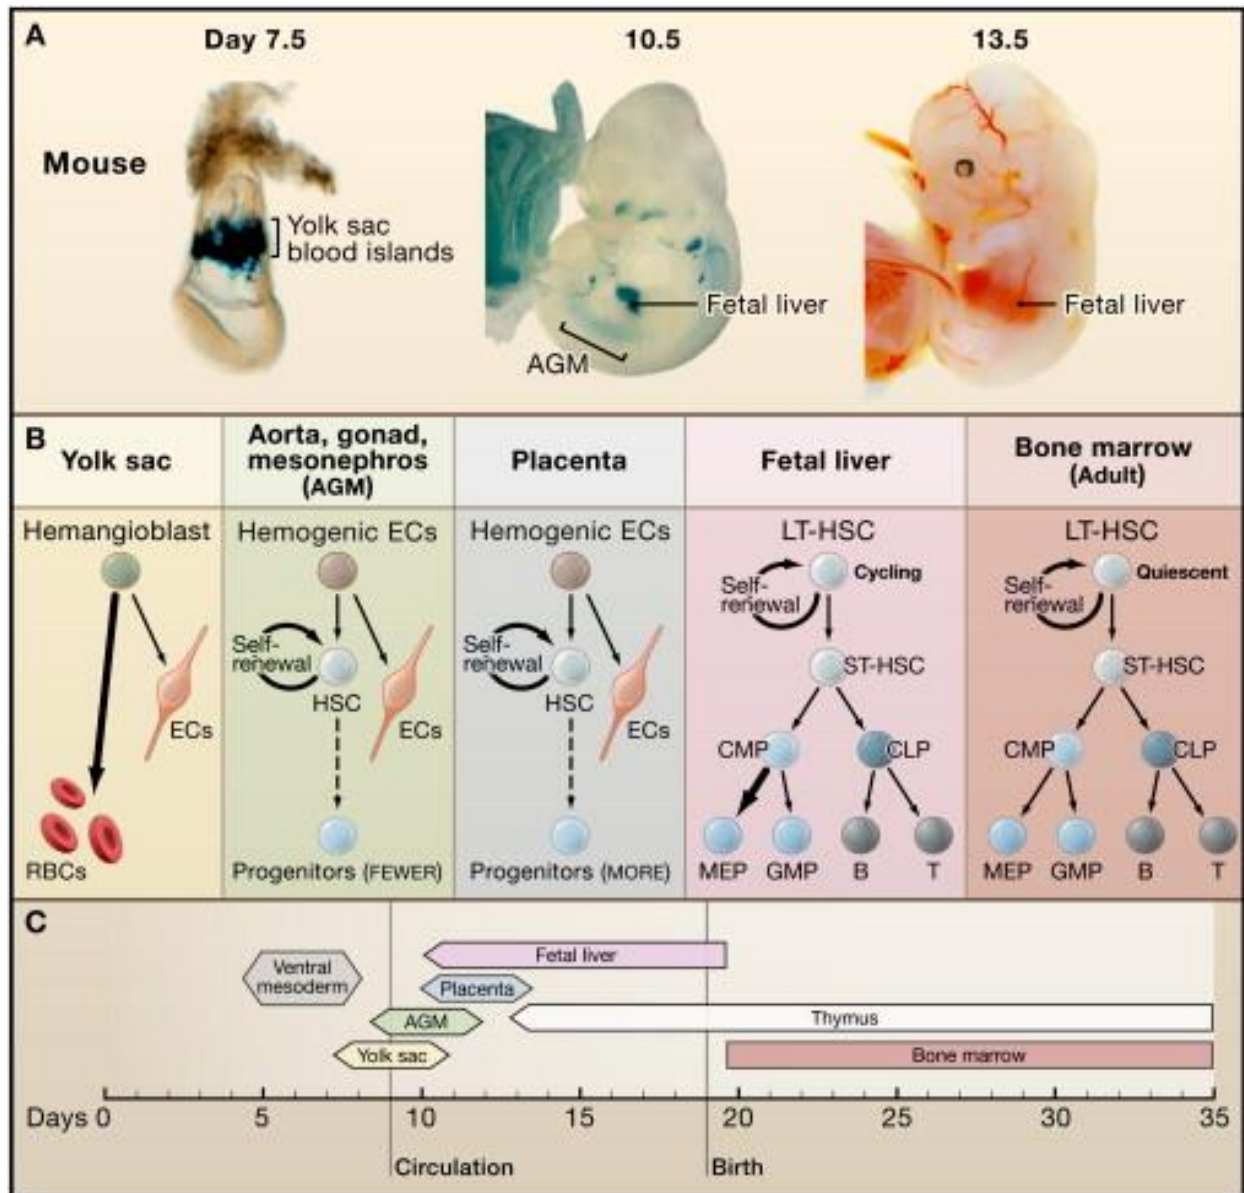 A
Day 7.5
10.5
13.5
Mouse
Yolk sac
blood islands
Fetal liver
AGM
Fetal liver
B
Yolk sac
Aorta, gonad,
mesonephros
(AGM)
Placenta
Fetal liver
Bone marrow
(Adult)
Hemangioblast
ECs
RBCs
Hemogenic ECs
Self-
renewal
HSC
ECs
Progenitors (FEWER)
Hemogenic ECs
Self-
renewal
HSC
ECs
Progenitors (MORE)
LT-HSC
Cycling
Self-
renewal
ST-HSC
CMP
CLP
MEP
GMP
B
T
LT-HSC
Quiescent
Self-
renewal
ST-HSC
CMP
CLP
MEP
GMP
B
T
C
Fetal liver
Ventral
mesoderm
Placenta
AGM
Thymus
Yolk sac
Bone marrow
Days 0 5 10 15 20 25 30 35
Circulation
Birth